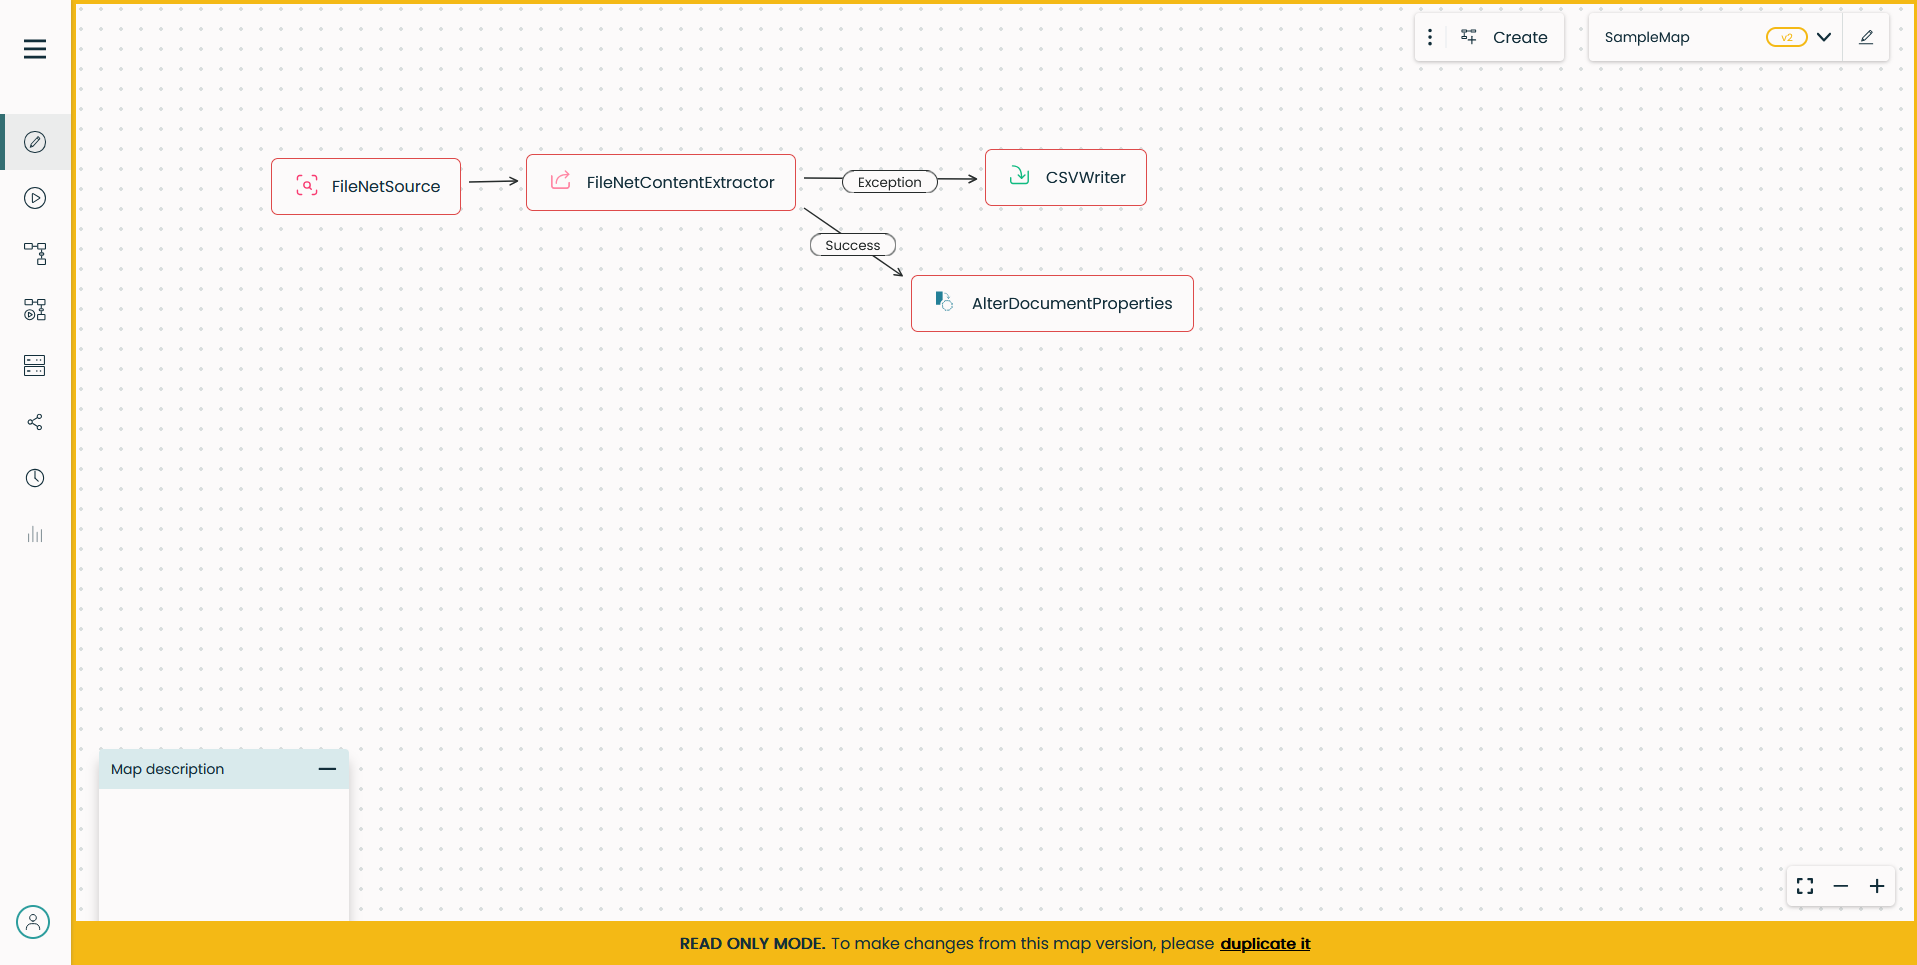 Create
SampleMap
v2
FileNetSource
FileNetContentExtractor
Exception
CSVWriter
Success
AlterDocumentProperties
Map description
READ ONLY MODE. To make changes from this map version, please duplicate it